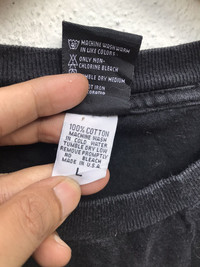 MACHINE WASH WARM
IN LIKE COLORS
ONLY NON-
CHLORINE BLEACH
TUMBLE DRY MEDIUM
HOT IRON
100% COTTON
MACHINE WASH
IN COLD WATER
TUMBLE DRY LOW
REMOVE PROMPTLY
NO BLEACH
MADE IN U.S.A.
L